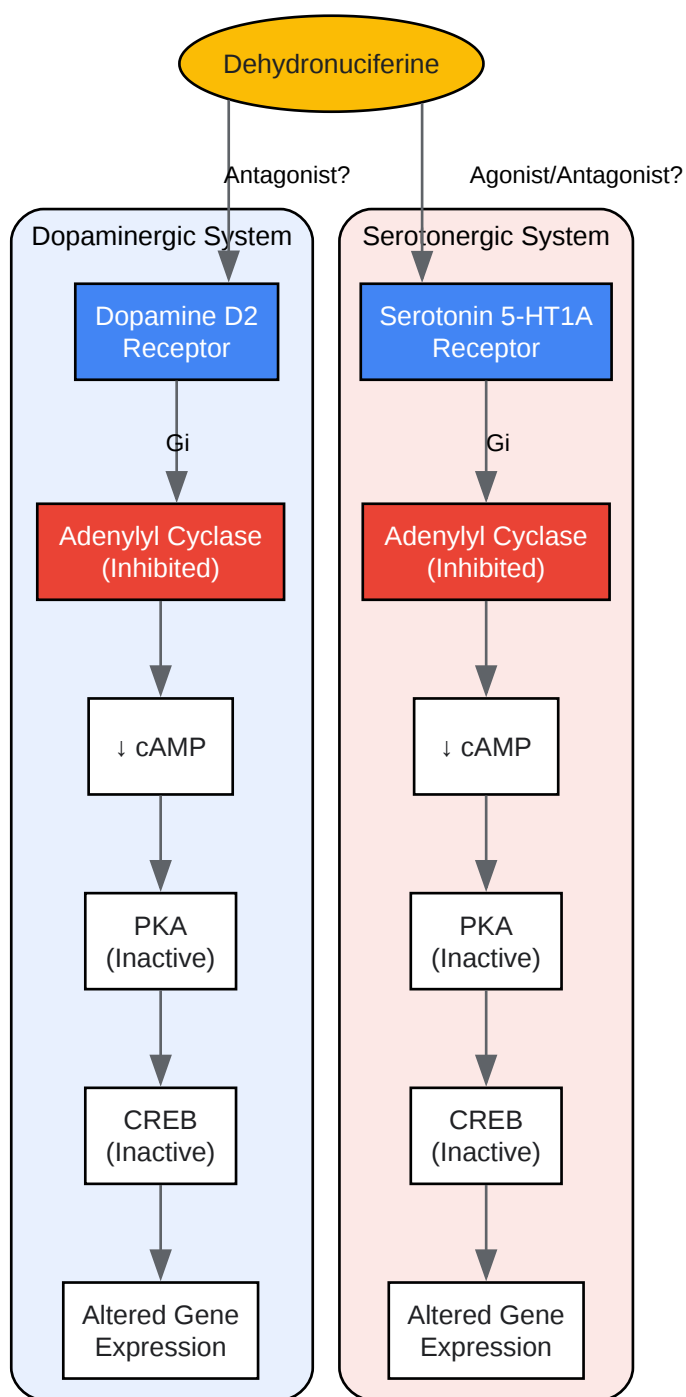 Dehydronuciferine
Antagonist?
Agonist/Antagonist?
Dopaminergic System
Dopamine D2
Receptor
Gi
Adenylyl Cyclase
(Inhibited)
↓ cAMP
PKA
(Inactive)
CREB
(Inactive)
Altered Gene
Expression
Serotonergic System
Serotonin 5-HT1A
Receptor
Gi
Adenylyl Cyclase
(Inhibited)
↓ cAMP
PKA
(Inactive)
CREB
(Inactive)
Altered Gene
Expression